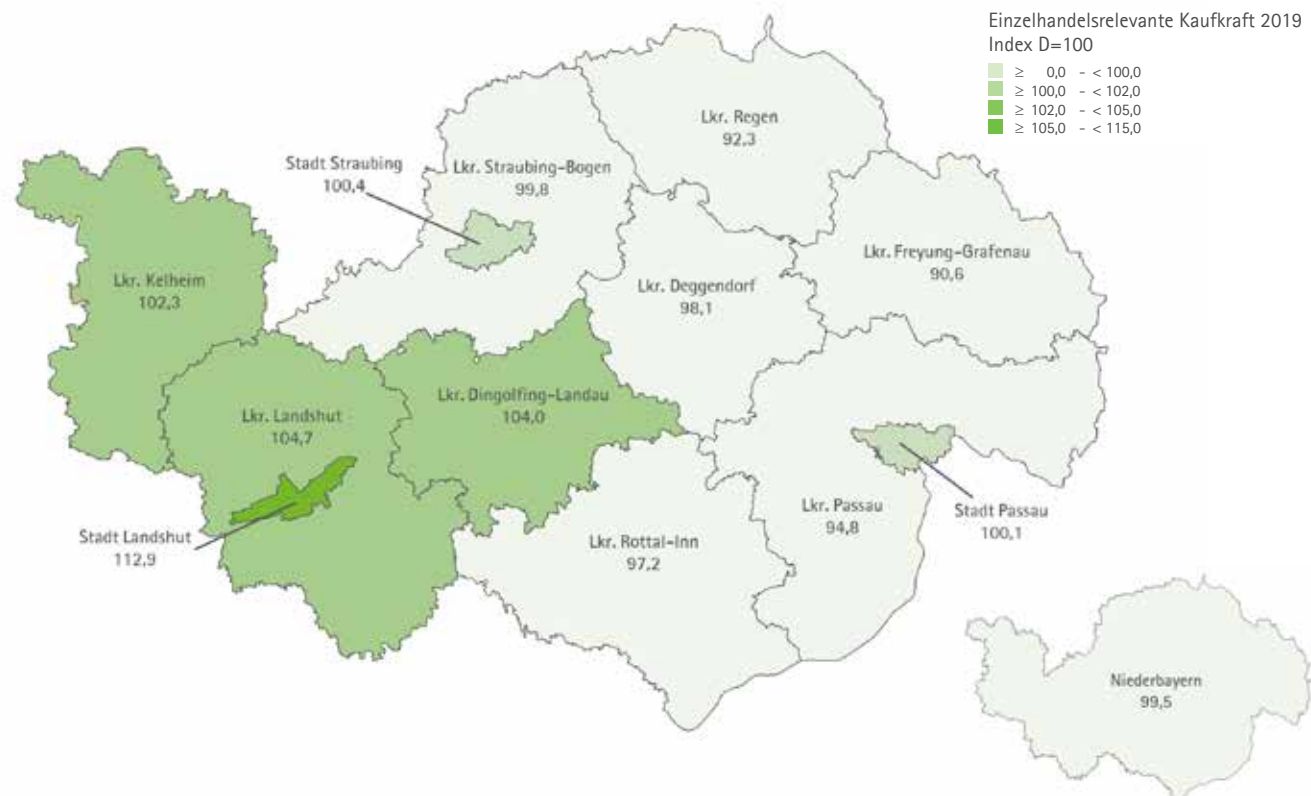 Einzelhandelsrelevante Kaufkraft 2019
Index D=100
≥ 0,0 - < 100,0
≥ 100,0 - < 102,0
≥ 102,0 - < 105,0
≥ 105,0 - < 115,0
Lkr. Regen
92,3
Stadt Straubing
100,4
Lkr. Straubing-Bogen
99,8
Lkr. Freyung-Grafenau
90,6
Lkr. Kelheim
102,3
Lkr. Deggendorf
98,1
Lkr. Dingolfing-Landau
104,0
Lkr. Landshut
104,7
Lkr. Passau
94,8
Stadt Passau
100,1
Stadt Landshut
112,9
Lkr. Rottal-Inn
97,2
Niederbayern
99,5